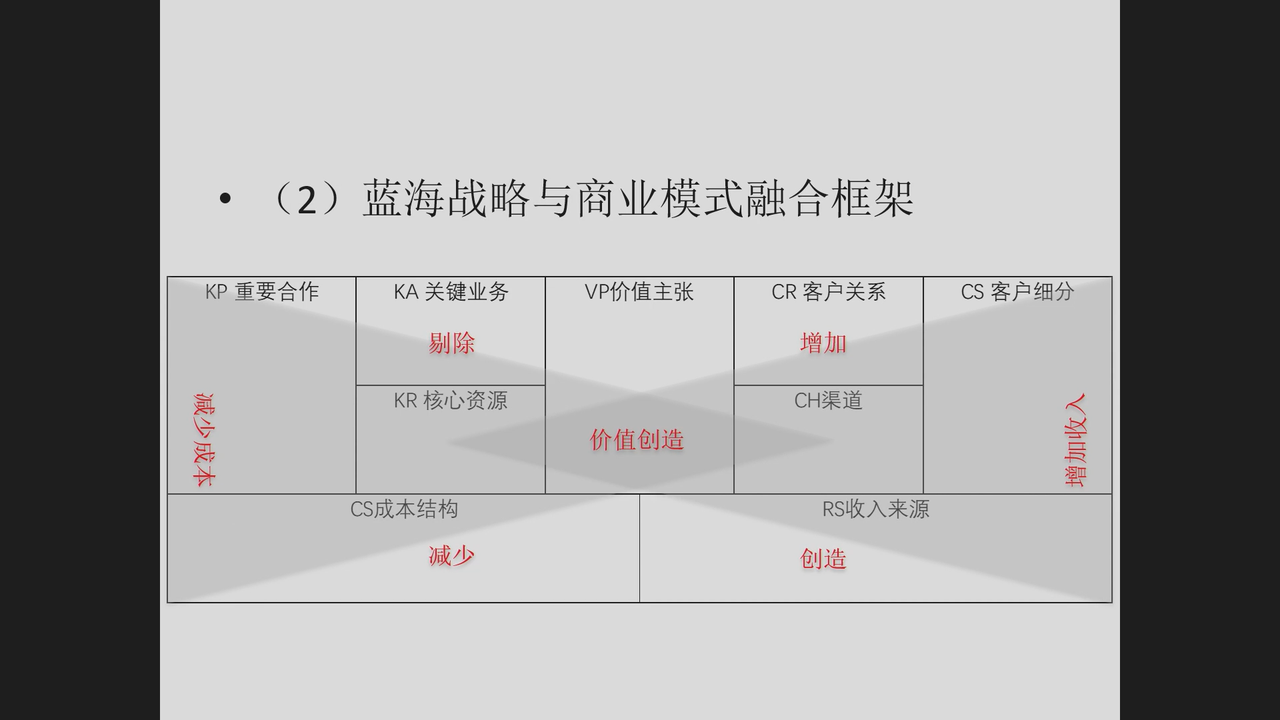 • （2）蓝海战略与商业模式融合框架
KP 重要合作
KA 关键业务
VP价值主张
CR 客户关系
CS 客户细分
剔除
增加
KR 核心资源
CH渠道
减少成本
价值创造
增加收入
CS成本结构
RS收入来源
减少
创造